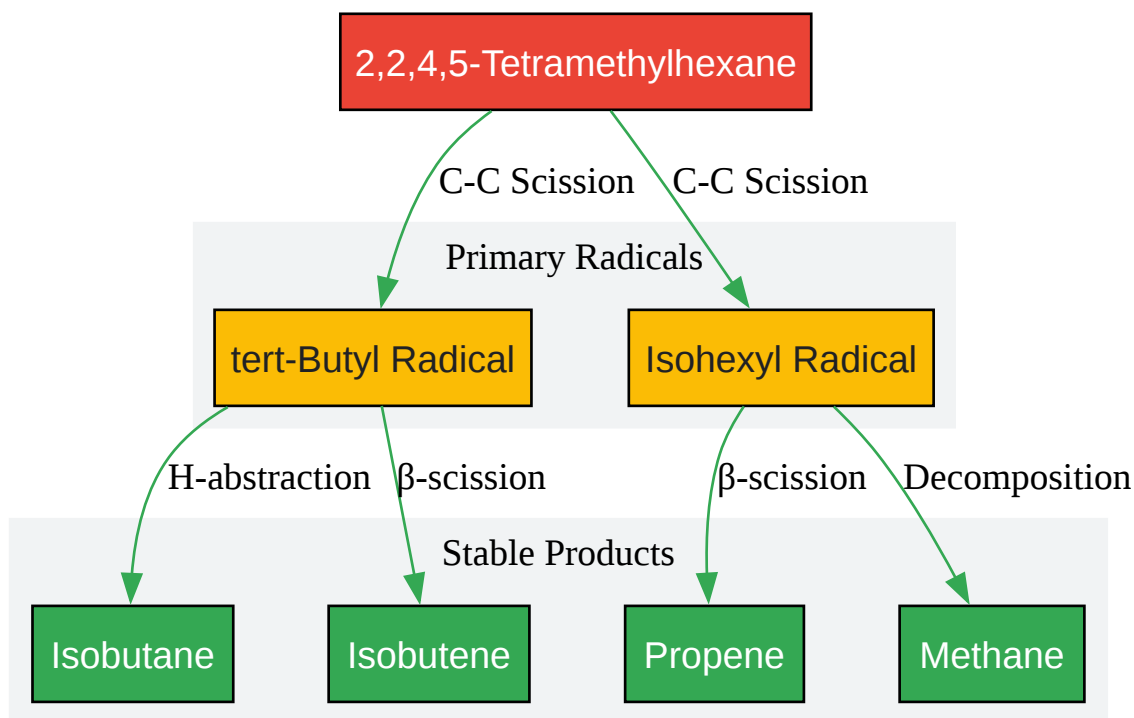 2,2,4,5-Tetramethylhexane
C-C Scission
C-C Scission
Primary Radicals
tert-Butyl Radical
Isohexyl Radical
H-abstraction
β-scission
β-scission
Decomposition
Stable Products
Isobutane
Isobutene
Propene
Methane